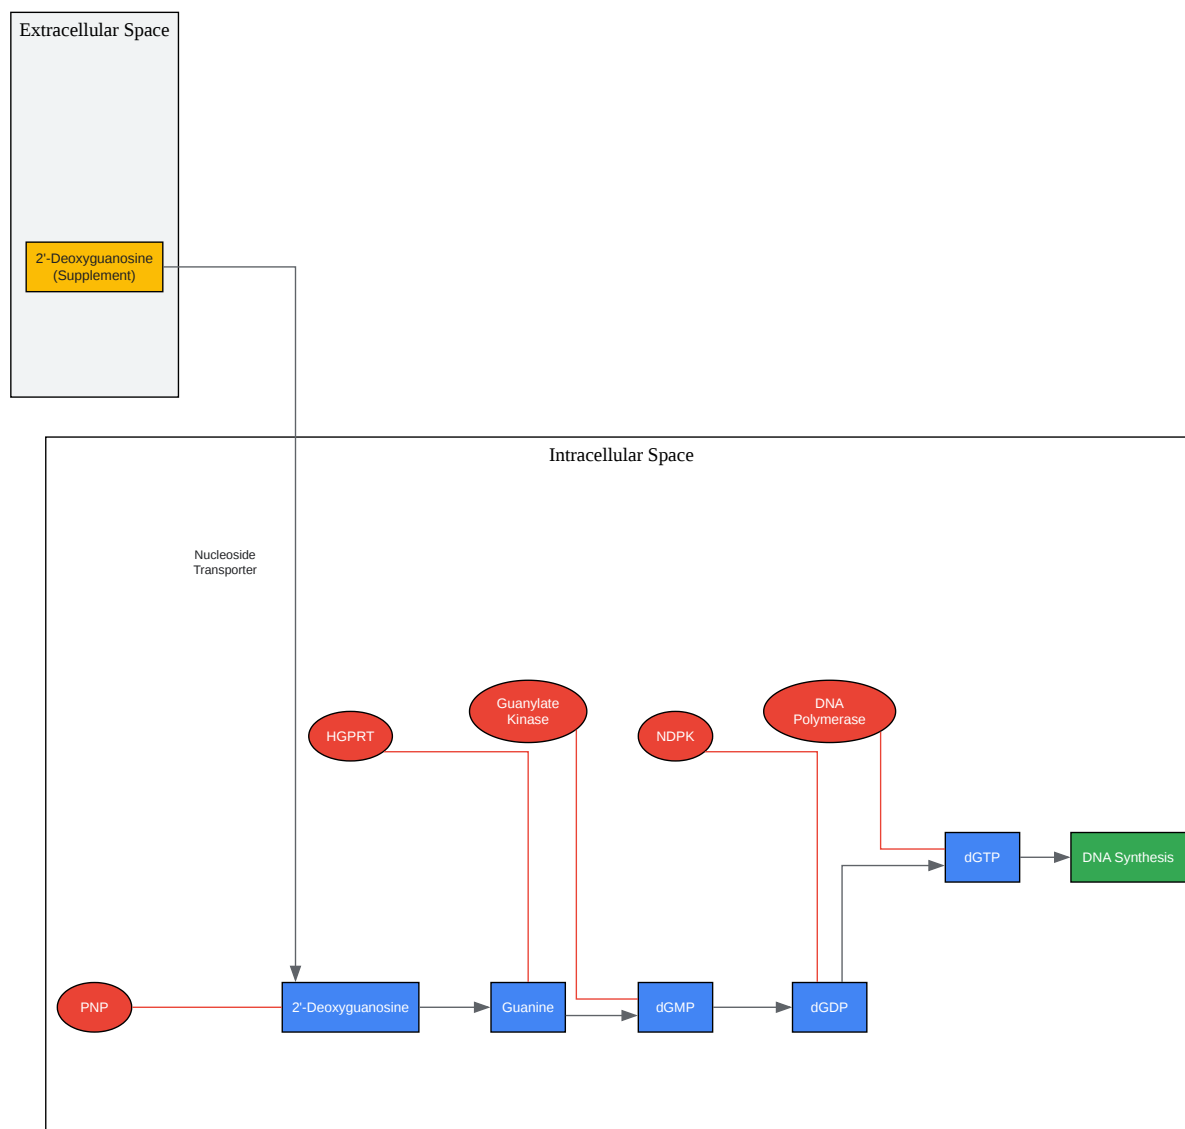 Extracellular Space
2'-Deoxyguanosine
(Supplement)
Intracellular Space
Nucleoside
Transporter
HGPRT
Guanylate
Kinase
NDPK
DNA
Polymerase
dGTP
DNA Synthesis
PNP
2'-Deoxyguanosine
Guanine
dGMP
dGDP